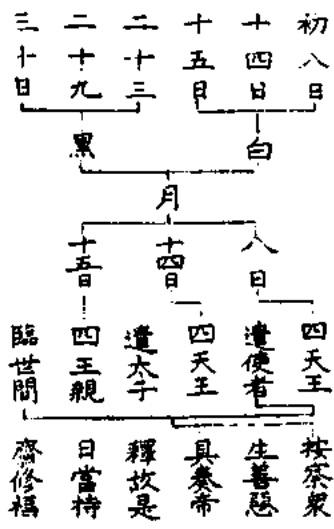 初八日
十四日
十五日
二十三
二十九
三十日
白
黑
月
八日
十四日
十五日
四天王
遣使者
四天王
遣太子
四王親
臨世間
按察衆
生善惡
具奏帝
釋故是
日當持
齋修福